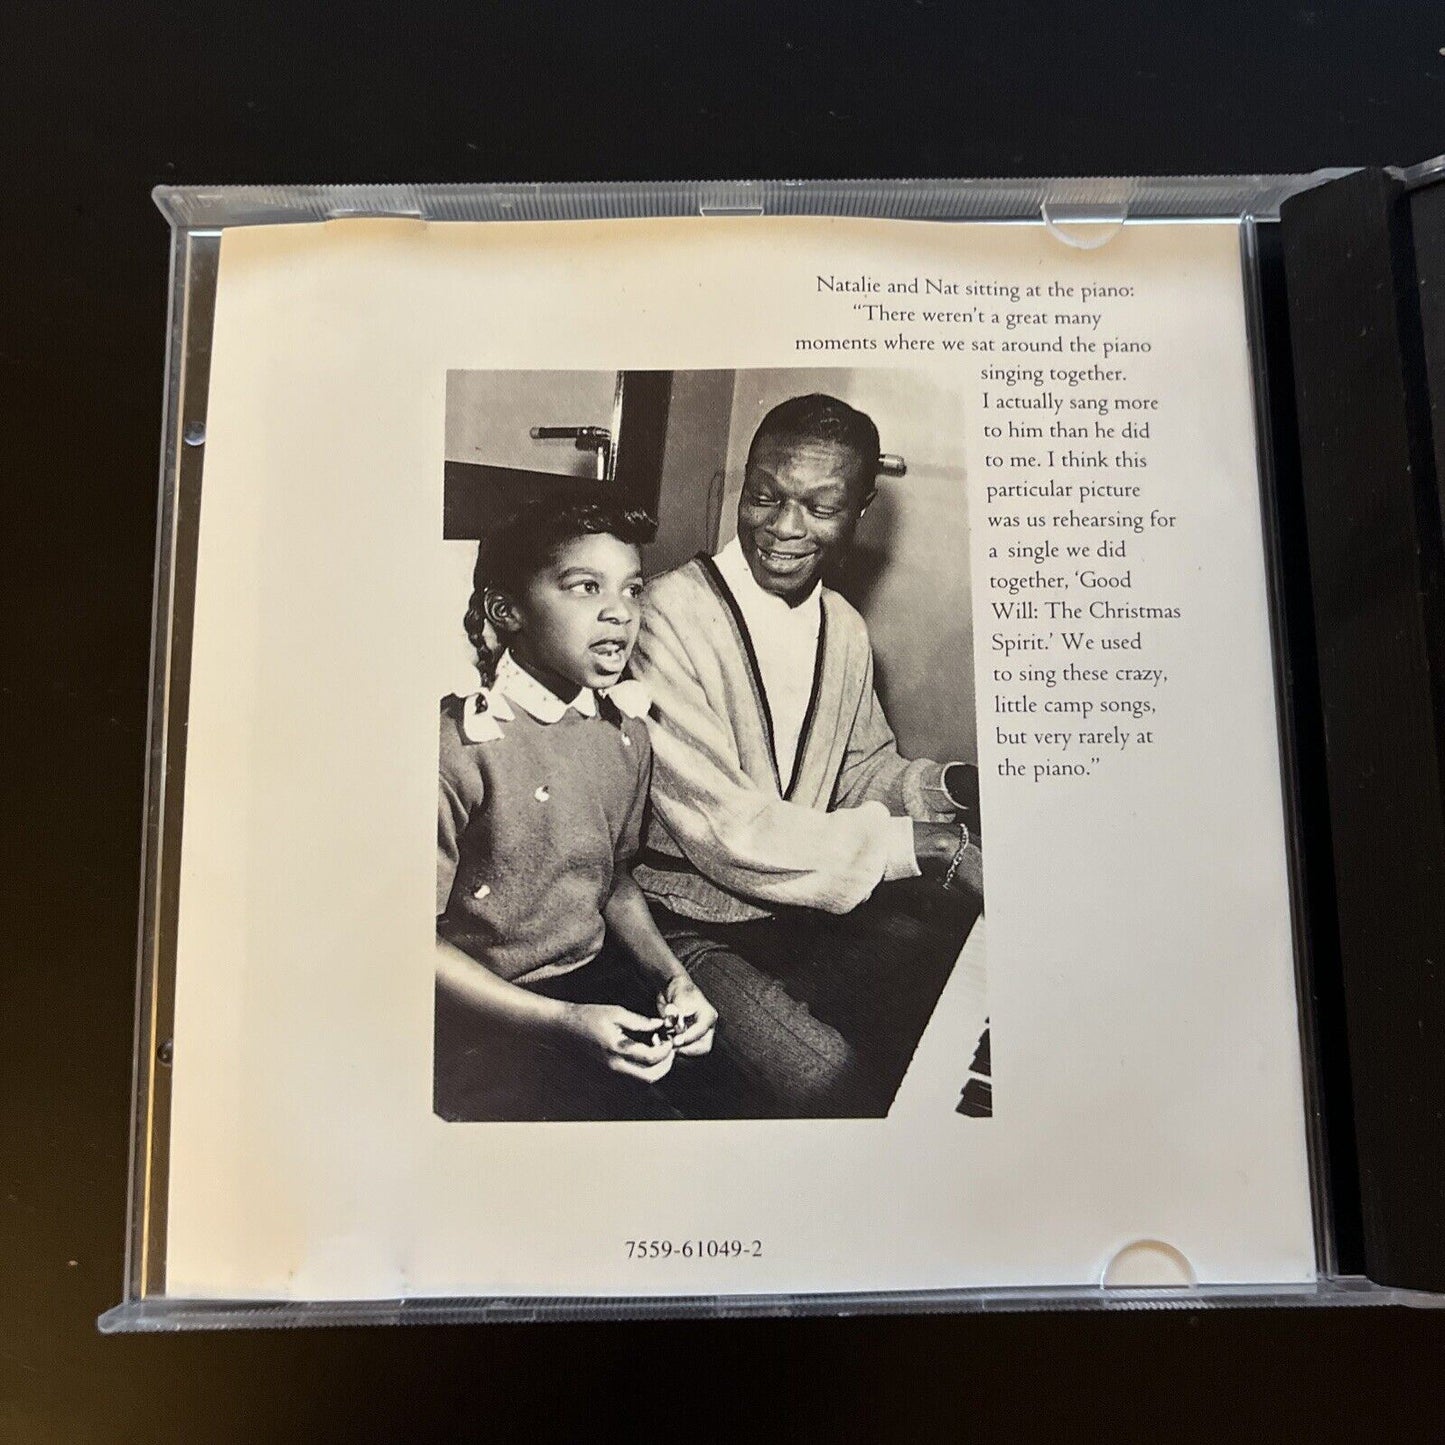 Natalie and Nat sitting at the piano:
“There weren't a great many
moments where we sat around the piano
singing together.
I actually sang more
to him than he did
to me. I think this
particular picture
was us rehearsing for
a single we did
together, ‘Good
Will: The Christmas
Spirit.’ We used
to sing these crazy,
little camp songs,
but very rarely at
the piano.”
7559-61049-2